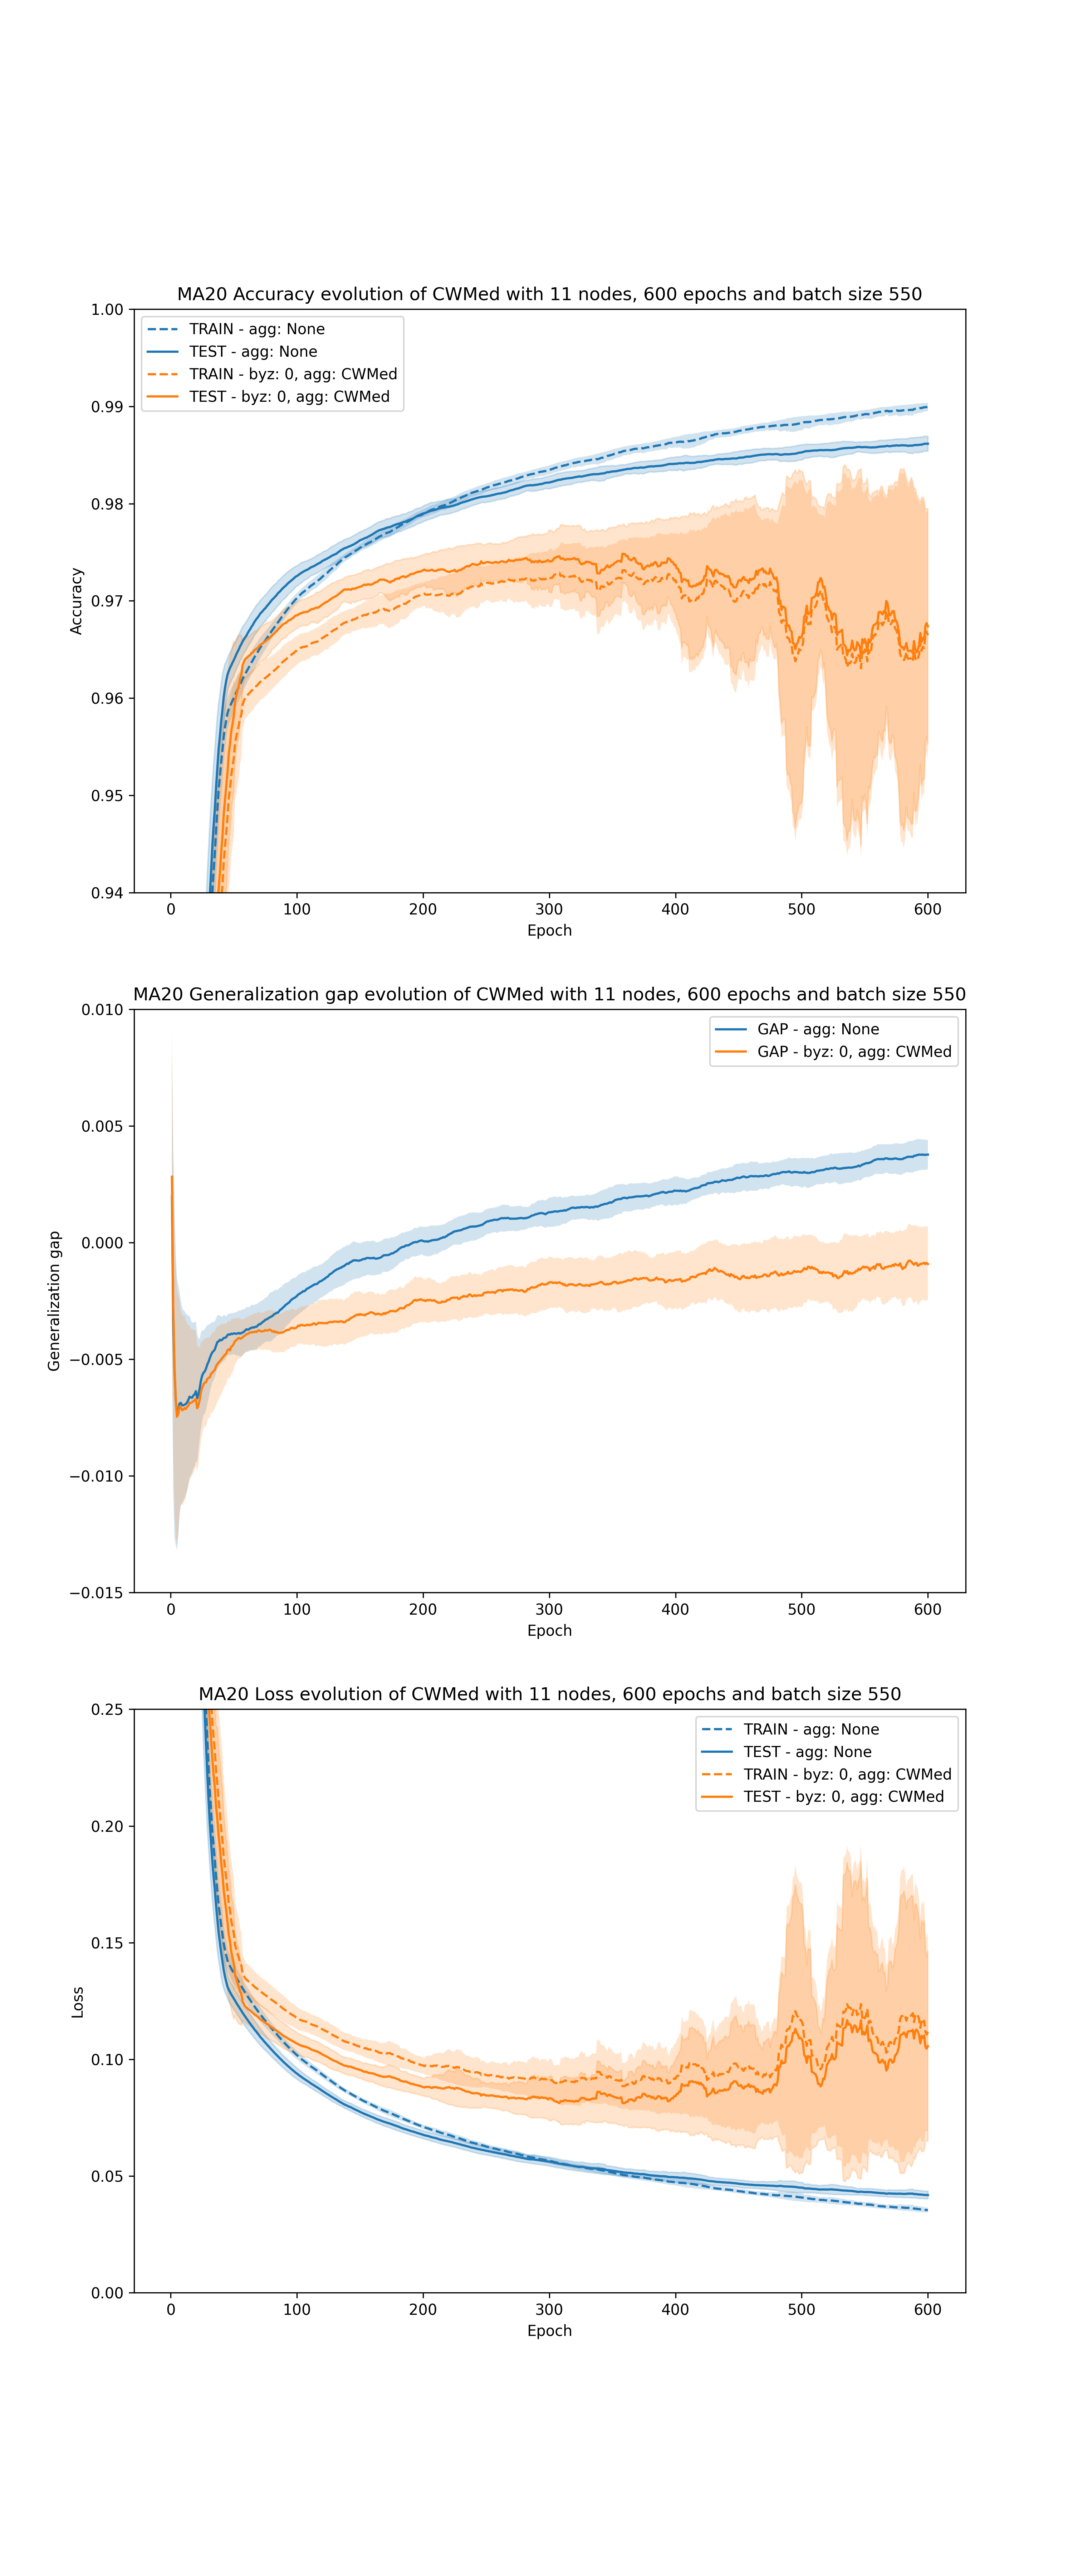 MA20 Accuracy evolution of CWMed with 11 nodes, 600 epochs and batch size 550
1.00
0.99
0.98
0.97
0.96
0.95
0.94
Accuracy
TRAIN - agg: None
TEST - agg: None
TRAIN - byz: 0, agg: CWMed
TEST - byz: 0, agg: CWMed
0 100 200 300 400 500 600
Epoch
MA20 Generalization gap evolution of CWMed with 11 nodes, 600 epochs and batch size 550
0.010
0.005
0.000
−0.005
−0.010
−0.015
Generalization gap
GAP - agg: None
GAP - byz: 0, agg: CWMed
0 100 200 300 400 500 600
Epoch
MA20 Loss evolution of CWMed with 11 nodes, 600 epochs and batch size 550
0.25
0.20
0.15
0.10
0.05
0.00
Loss
TRAIN - agg: None
TEST - agg: None
TRAIN - byz: 0, agg: CWMed
TEST - byz: 0, agg: CWMed
0 100 200 300 400 500 600
Epoch